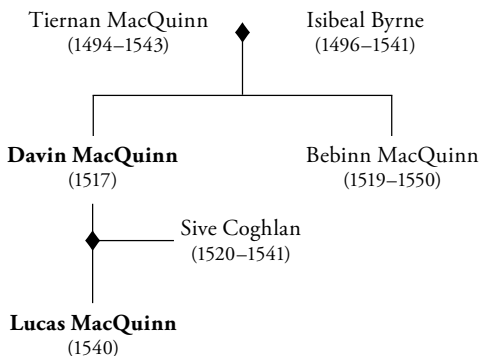 Tiernan MacQuinn
(1494–1543)
Isibeal Byrne
(1496–1541)
Davin MacQuinn
(1517)
Bebinn MacQuinn
(1519–1550)
Sive Coghlan
(1520–1541)
Lucas MacQuinn
(1540)